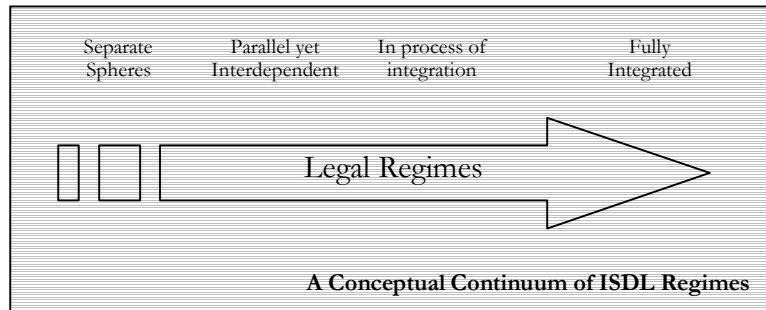 Separate Spheres
Parallel yet Interdependent
In process of integration
Fully Integrated
Legal Regimes
A Conceptual Continuum of ISDL Regimes